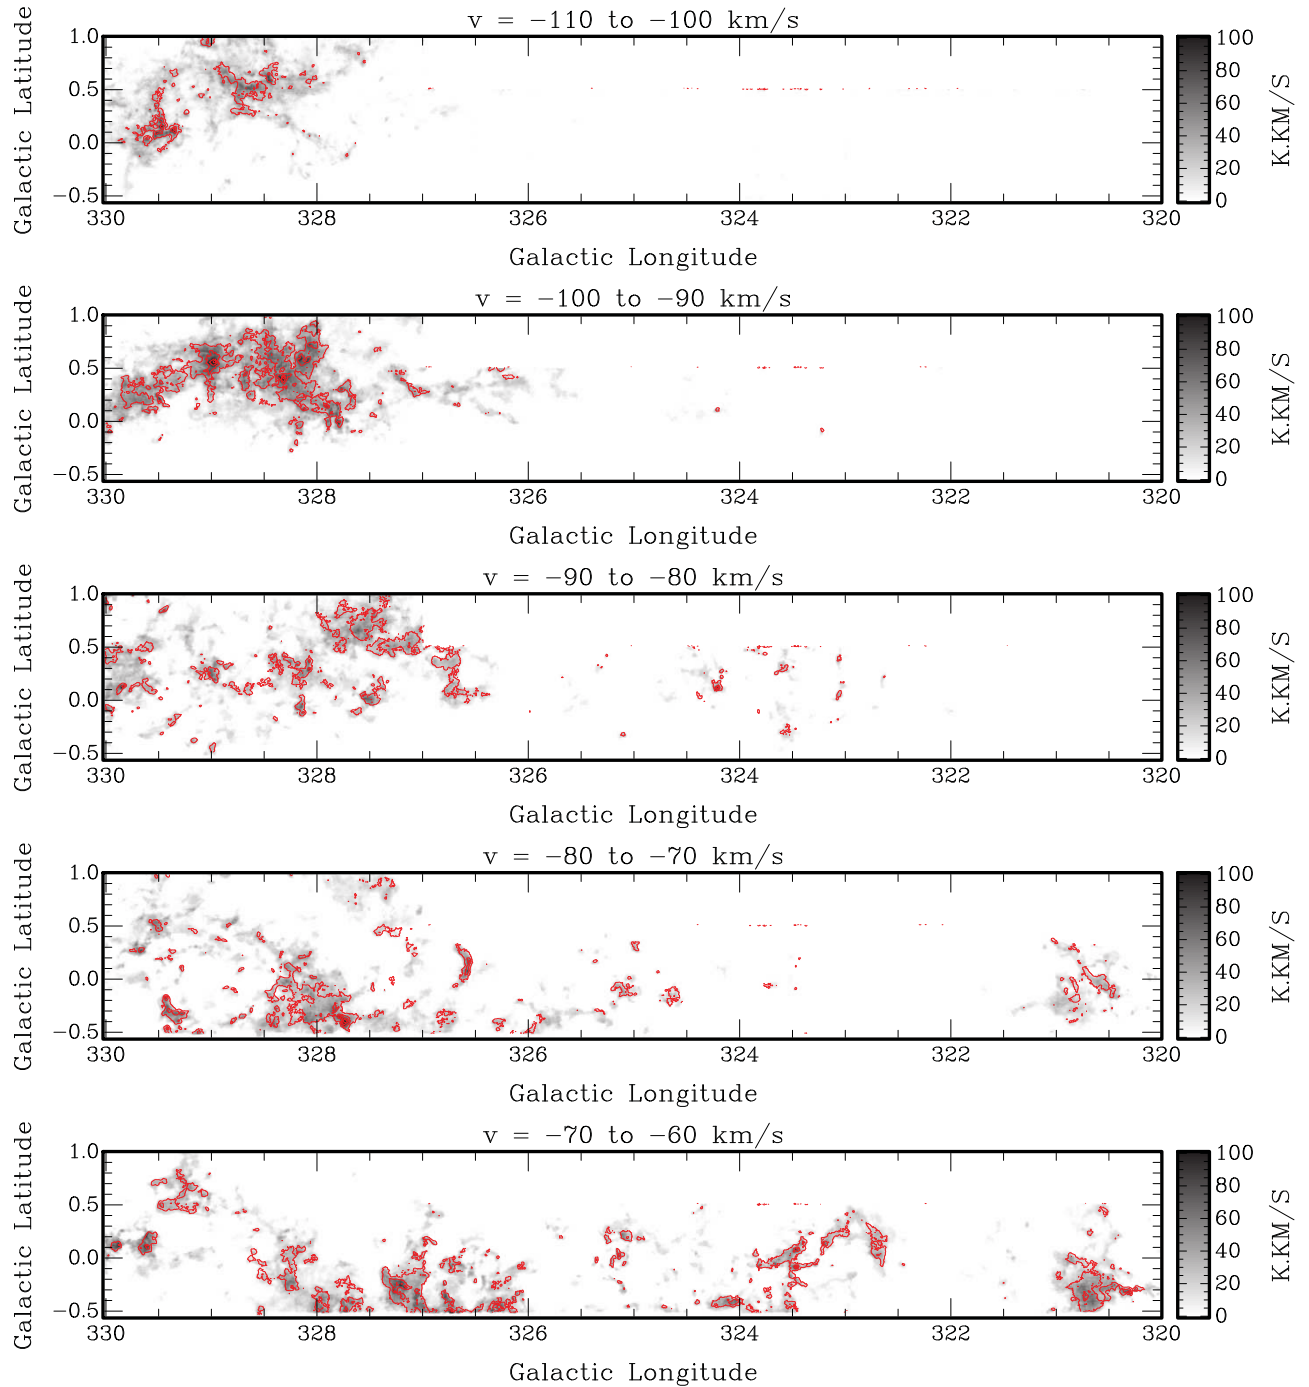 v = −110 to −100 km/s
Galactic Latitude
1.0
0.5
0.0
−0.5
330 328 326 324 322 320
Galactic Longitude
100
80
60
40
20
0
K.KM/S
v = −100 to −90 km/s
Galactic Latitude
1.0
0.5
0.0
−0.5
330 328 326 324 322 320
Galactic Longitude
100
80
60
40
20
0
K.KM/S
v = −90 to −80 km/s
Galactic Latitude
1.0
0.5
0.0
−0.5
330 328 326 324 322 320
Galactic Longitude
100
80
60
40
20
0
K.KM/S
v = −80 to −70 km/s
Galactic Latitude
1.0
0.5
0.0
−0.5
330 328 326 324 322 320
Galactic Longitude
100
80
60
40
20
0
K.KM/S
v = −70 to −60 km/s
Galactic Latitude
1.0
0.5
0.0
−0.5
330 328 326 324 322 320
Galactic Longitude
100
80
60
40
20
0
K.KM/S